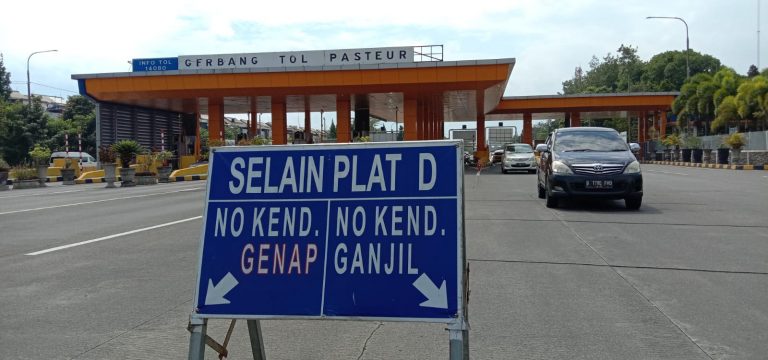 INFO TOL
14080
GERBANG TOL PASTEUR
SELAIN PLAT D
NO KEND.
GENAP
NO KEND.
GANJIL